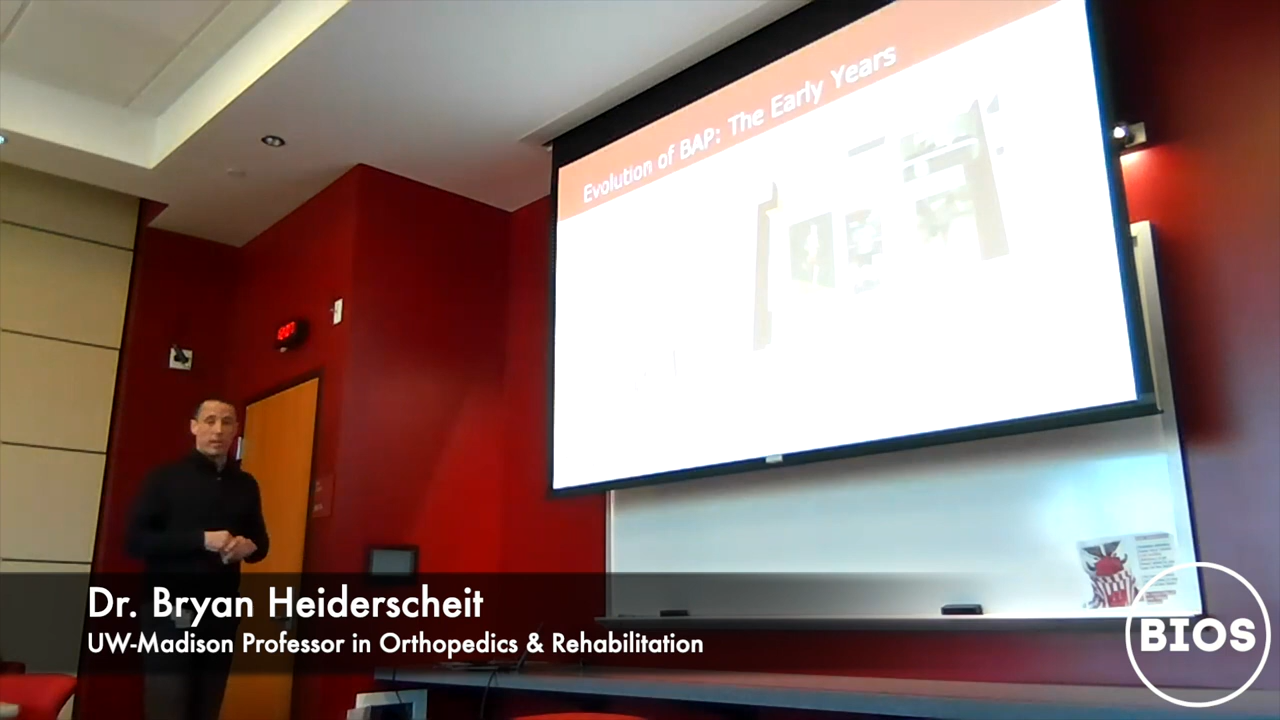 Evolution of BAP: The Early Years
Dr. Bryan Heiderscheit
UW-Madison Professor in Orthopedics & Rehabilitation
BIOS